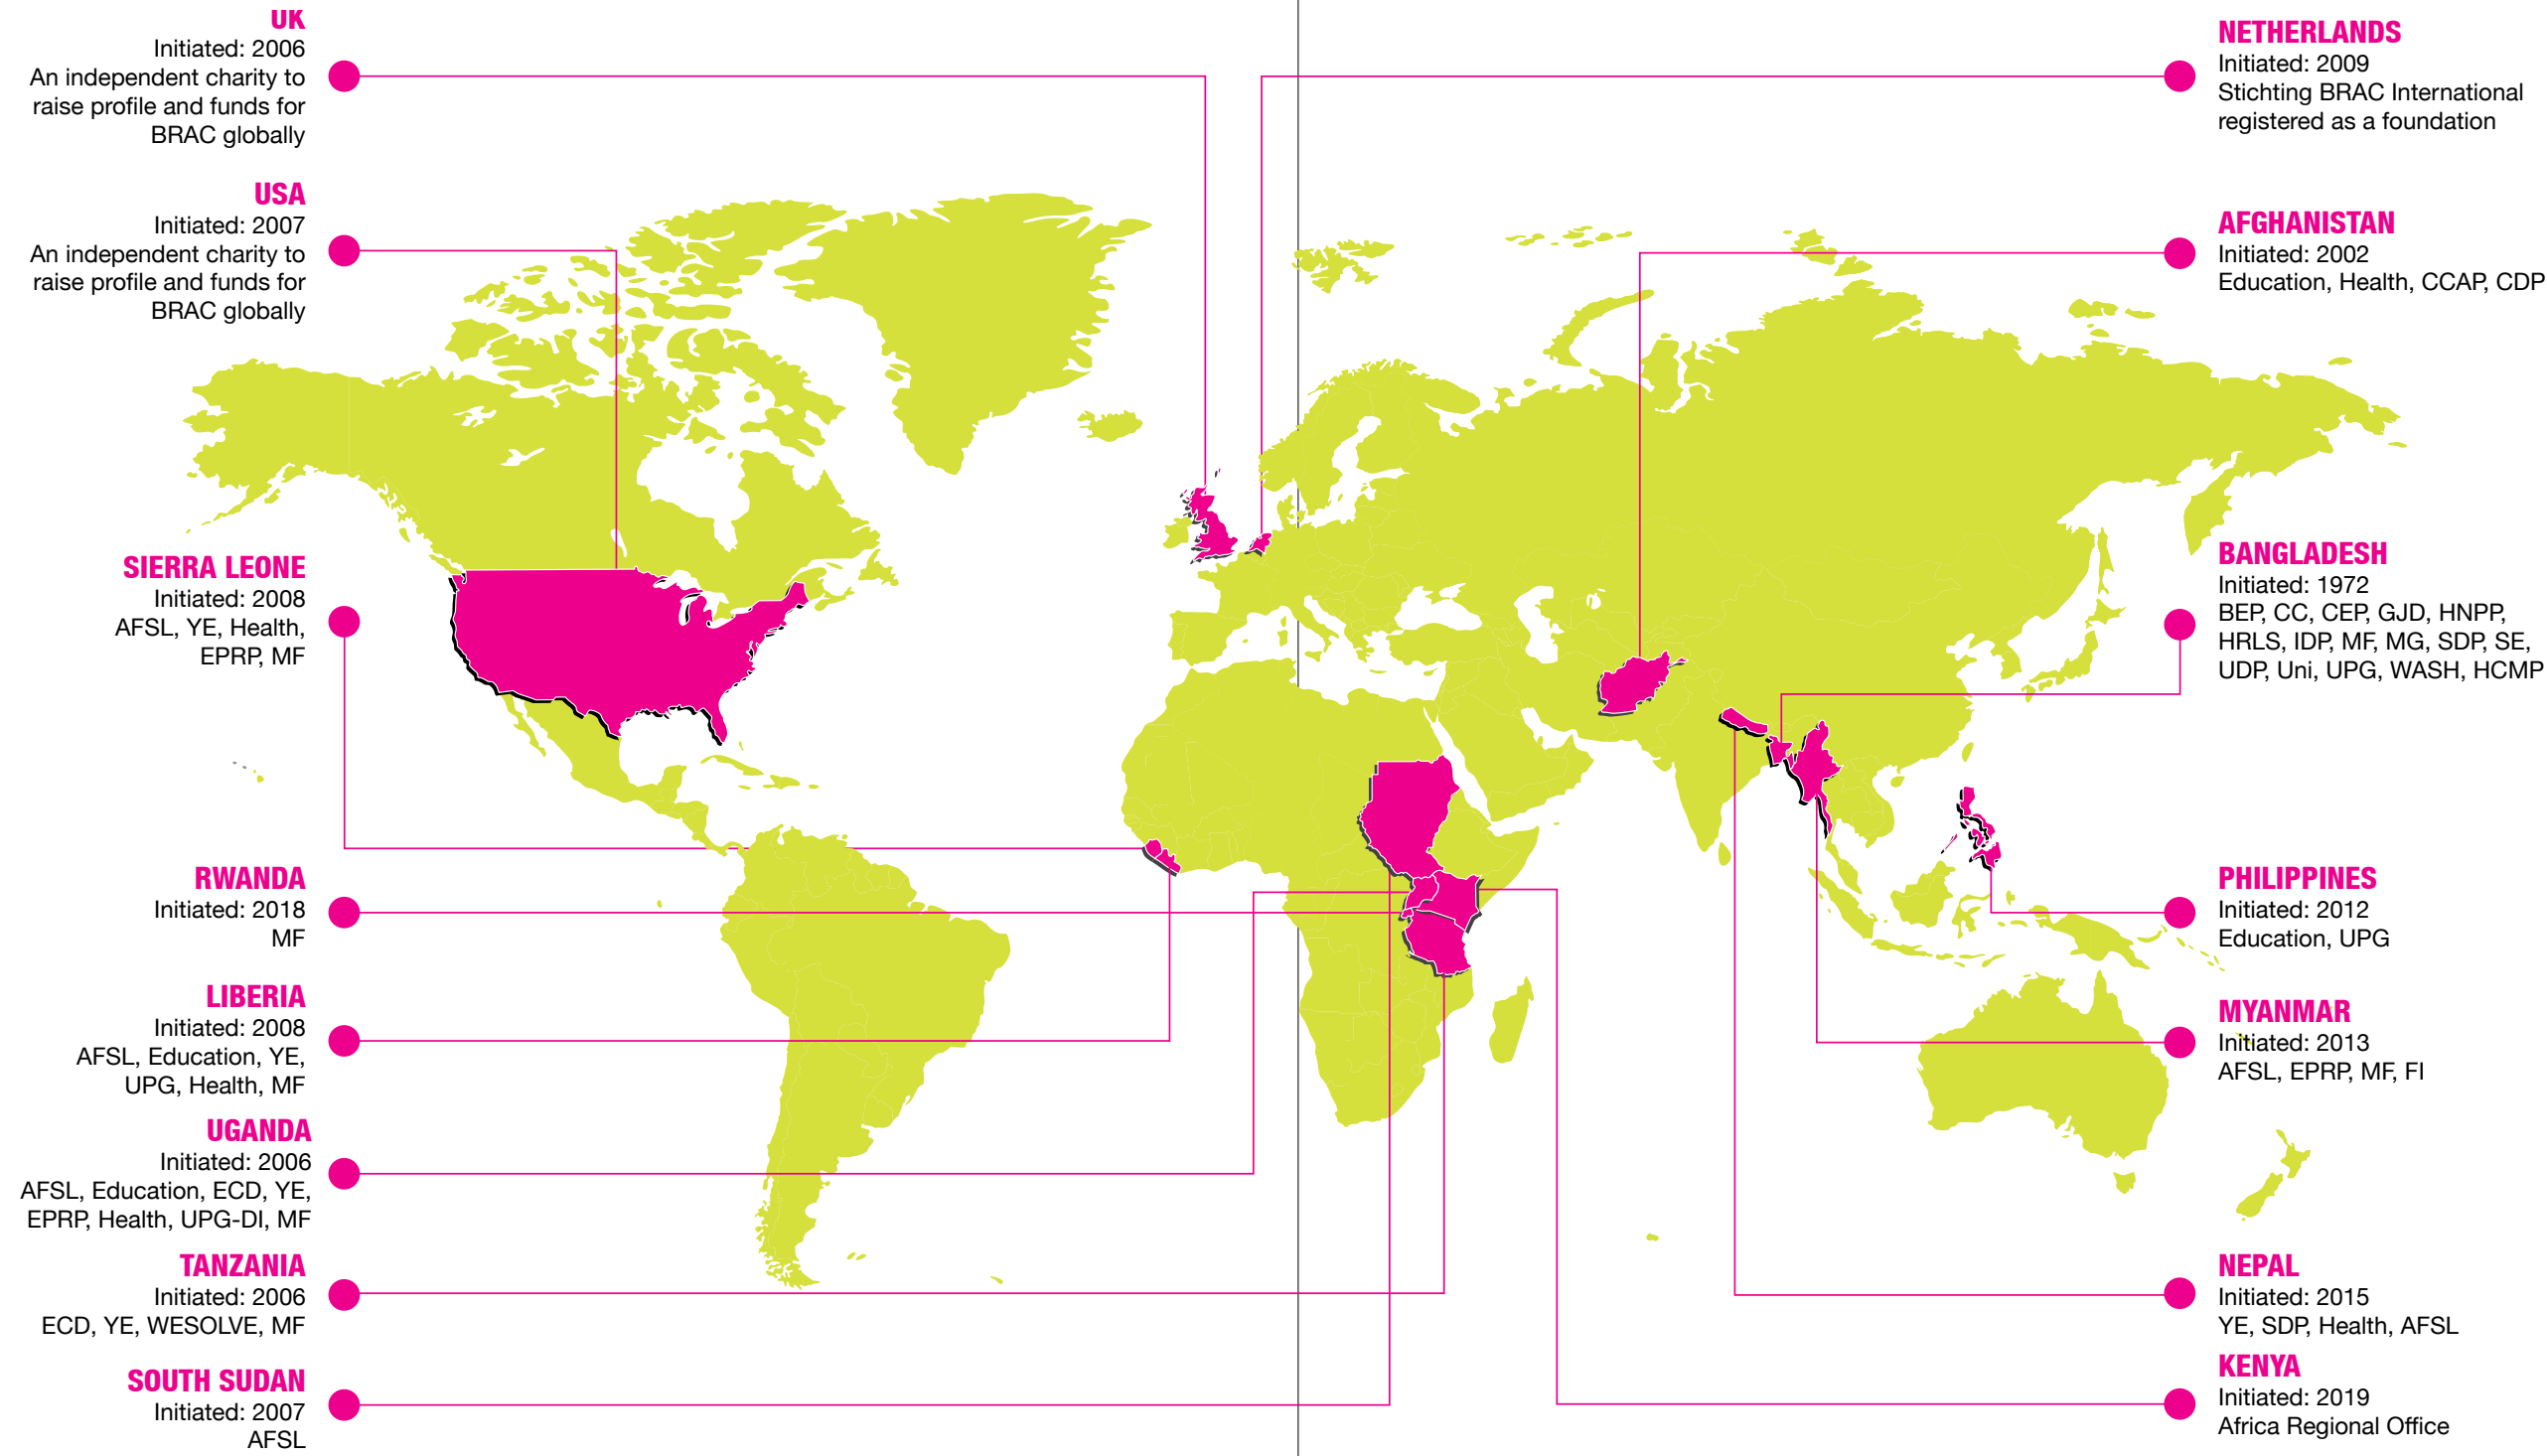 UK
Initiated: 2006
An independent charity to
raise profile and funds for
BRAC globally
USA
Initiated: 2007
An independent charity to
raise profile and funds for
BRAC globally
SIERRA LEONE
Initiated: 2008
AFSL, YE, Health,
EPRP, MF
RWANDA
Initiated: 2018
MF
LIBERIA
Initiated: 2008
AFSL, Education, YE,
UPG, Health, MF
UGANDA
Initiated: 2006
AFSL, Education, ECD, YE,
EPRP, Health, UPG-DI, MF
TANZANIA
Initiated: 2006
ECD, YE, WESOLVE, MF
SOUTH SUDAN
Initiated: 2007
AFSL
NETHERLANDS
Initiated: 2009
Stichting BRAC International
registered as a foundation
AFGHANISTAN
Initiated: 2002
Education, Health, CCAP, CDP
BANGLADESH
Initiated: 1972
BEP, CC, CEP, GJD, HNPP,
HRLS, IDP, MF, MG, SDP, SE,
UDP, Uni, UPG, WASH, HCMP
PHILIPPINES
Initiated: 2012
Education, UPG
MYANMAR
Initiated: 2013
AFSL, EPRP, MF, FI
NEPAL
Initiated: 2015
YE, SDP, Health, AFSL
KENYA
Initiated: 2019
Africa Regional Office